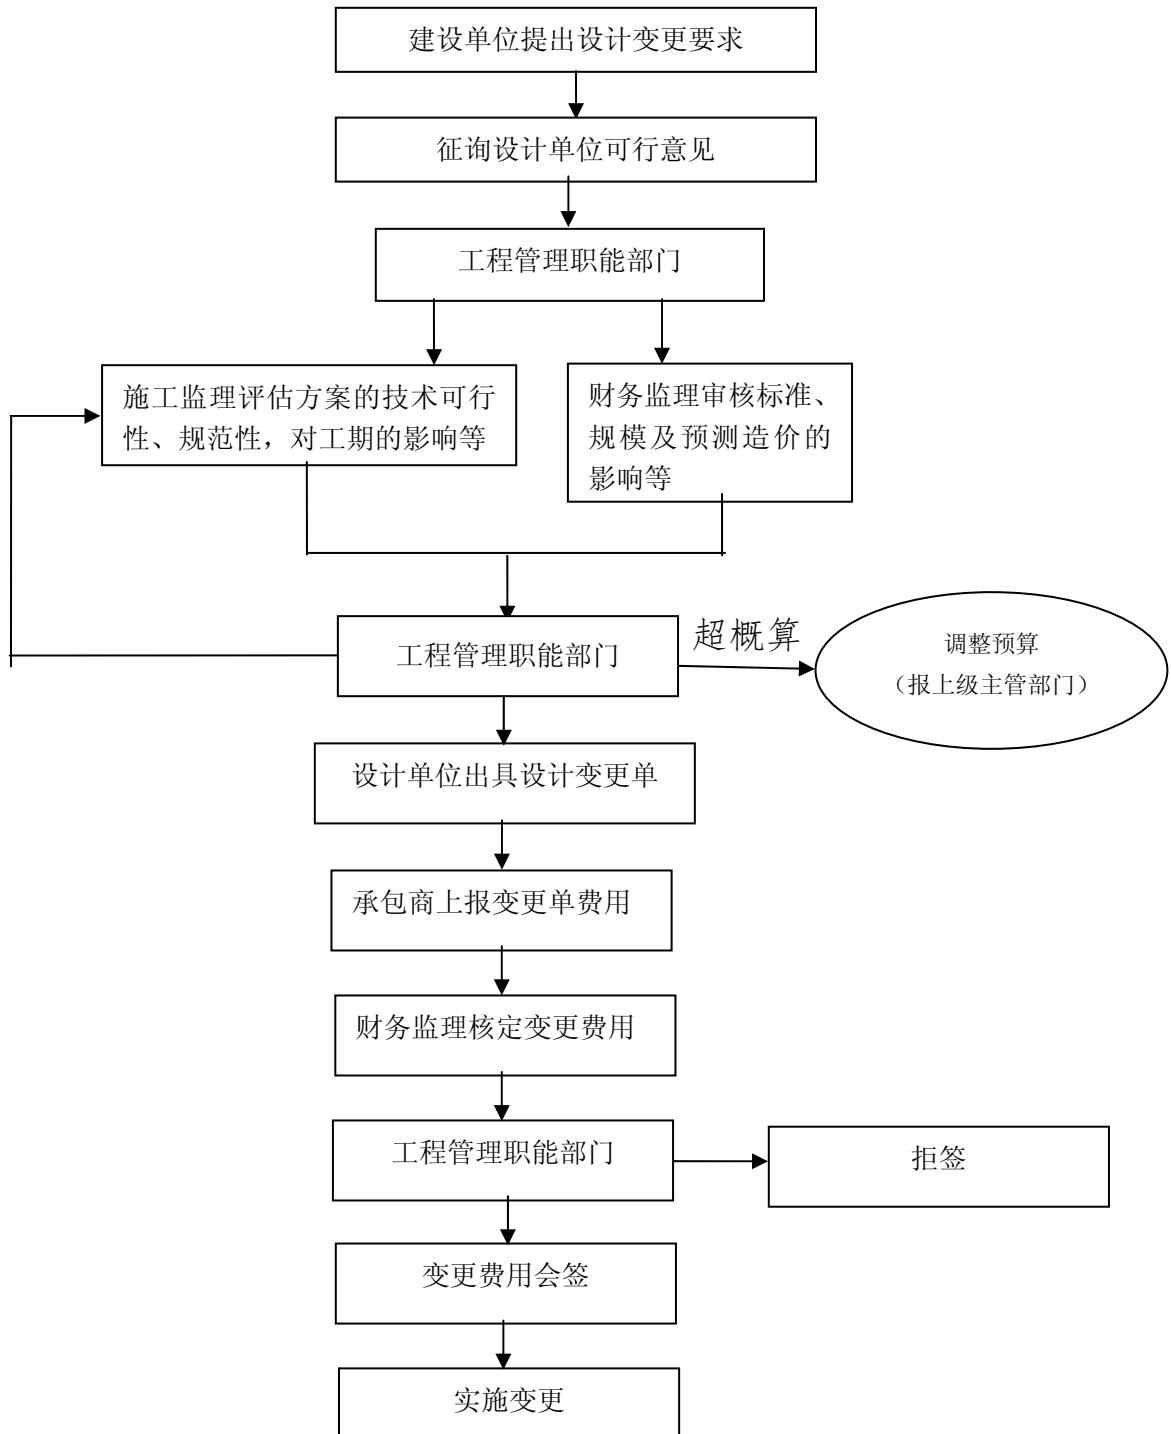 建设单位提出设计变更要求
征询设计单位可行意见
工程管理职能部门
施工监理评估方案的技术可行
性、规范性，对工期的影响等
财务监理审核标准、
规模及预测造价的
影响等
工程管理职能部门
超概算
调整预算
（报上级主管部门）
设计单位出具设计变更单
承包商上报变更单费用
财务监理核定变更费用
工程管理职能部门
拒签
变更费用会签
实施变更